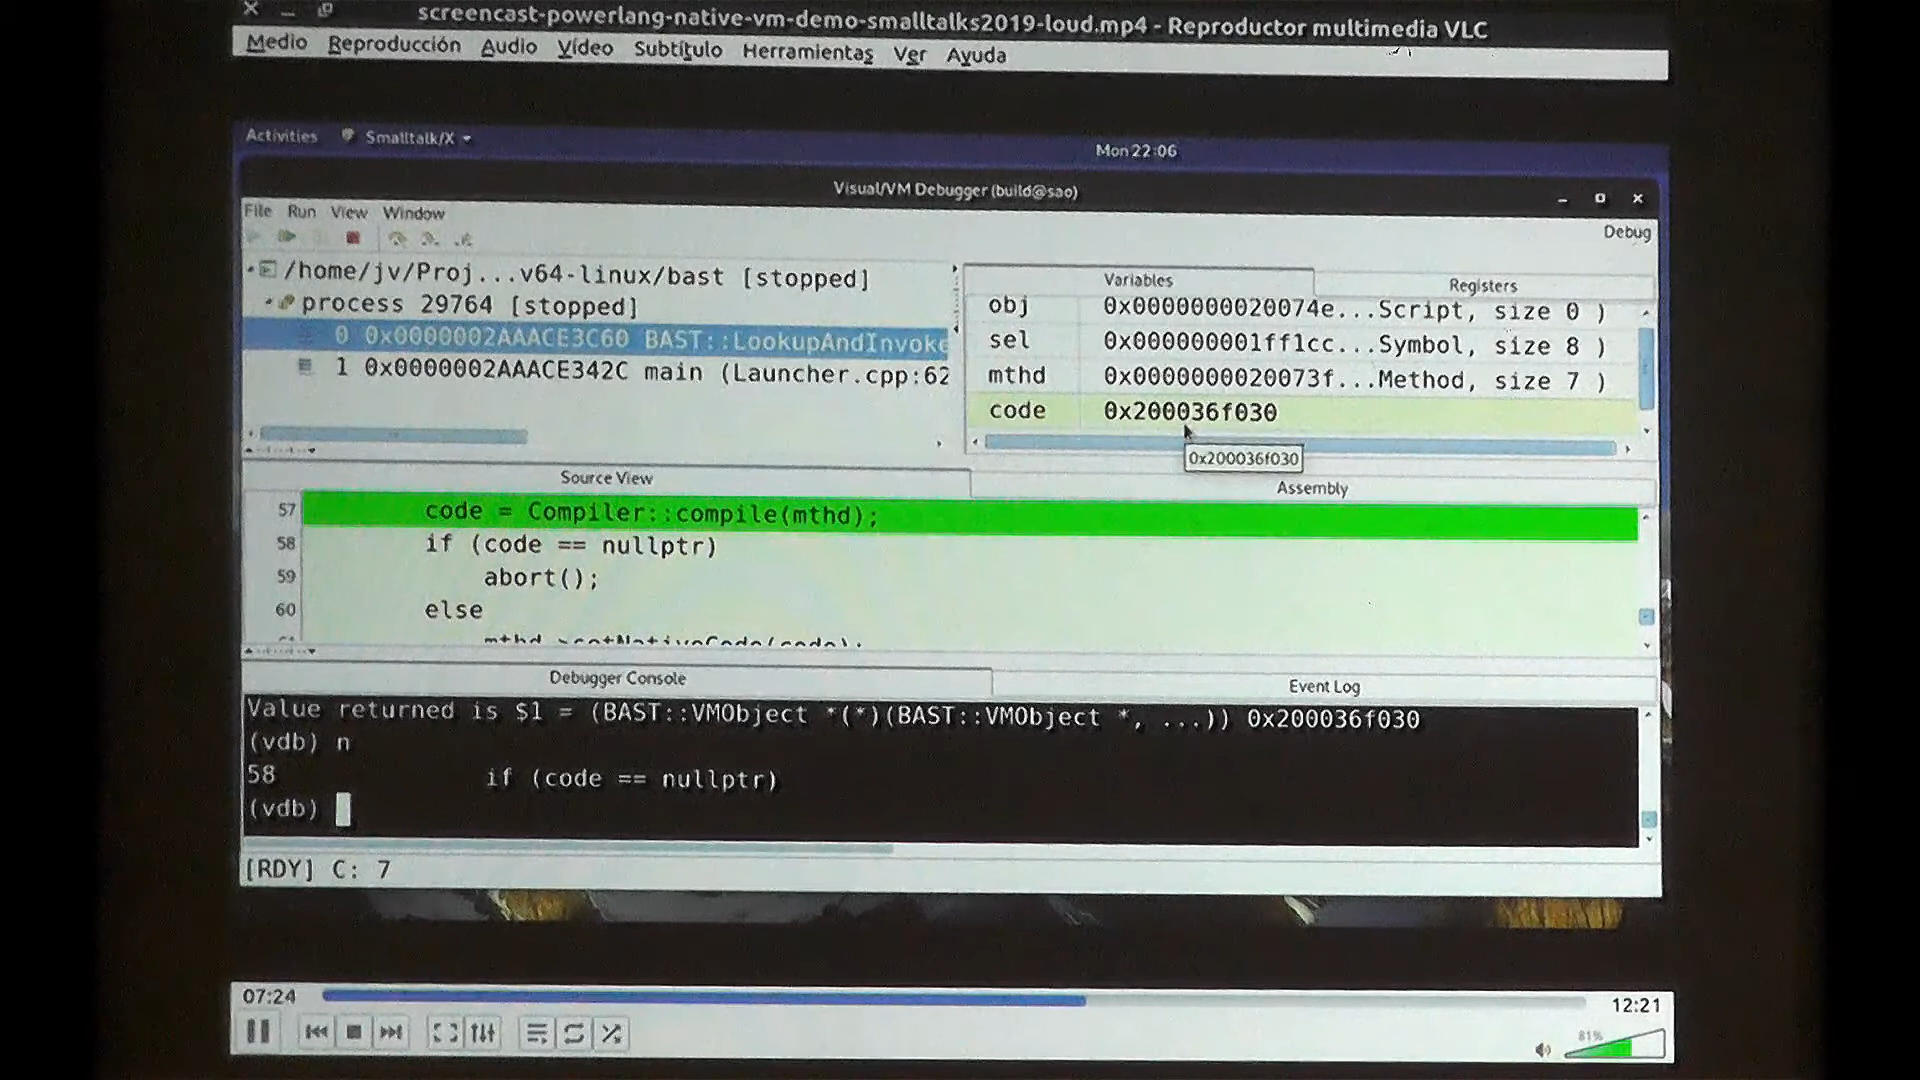 screencast-powerlang-native-vm-demo-smalltalks2019-loud.mp4 - Reproductor multimedia VLC
Medio Reproducción Audio Vídeo Subtítulo Herramientas Ver Ayuda
Activities Smalltalk/X Mon 22:06
Visual/VM Debugger (build@sao)
File Run View Window
Debug
/home/jv/Proj...v64-linux/bast [stopped]
process 29764 [stopped]
0 0x0000002AAACE3C60 BAST::LookupAndInvoke
1 0x0000002AAACE342C main (Launcher.cpp:62
Variables Registers
obj 0x0000000020074e...Script, size 0 )
sel 0x000000001ff1cc...Symbol, size 8 )
mthd 0x0000000020073f...Method, size 7 )
code 0x200036f030
0x200036f030
Source View Assembly
57 code = Compiler::compile(mthd);
58 if (code == nullptr)
59 abort();
60 else
Debugger Console Event Log
Value returned is $1 = (BAST::VMObject *(*)(BAST::VMObject *, ...)) 0x200036f030
(vdb) n
58 if (code == nullptr)
(vdb)
[RDY] C: 7
07:24 12:21
81%